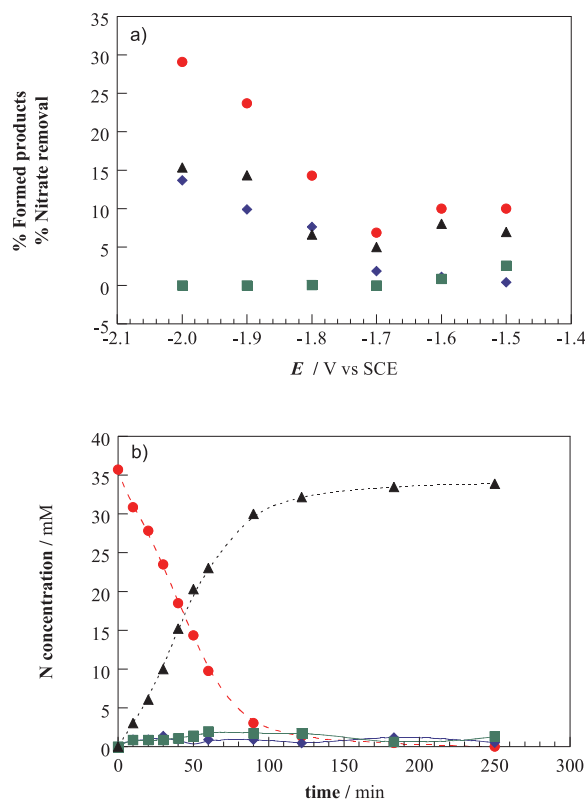 a)
35
30
25
20
15
10
5
0
-5
% Formed products
% Nitrate removal
-2.1 -2.0 -1.9 -1.8 -1.7 -1.6 -1.5 -1.4
E / V vs SCE
b)
40
35
30
25
20
15
10
5
0
N concentration / mM
0 50 100 150 200 250 300
time / min